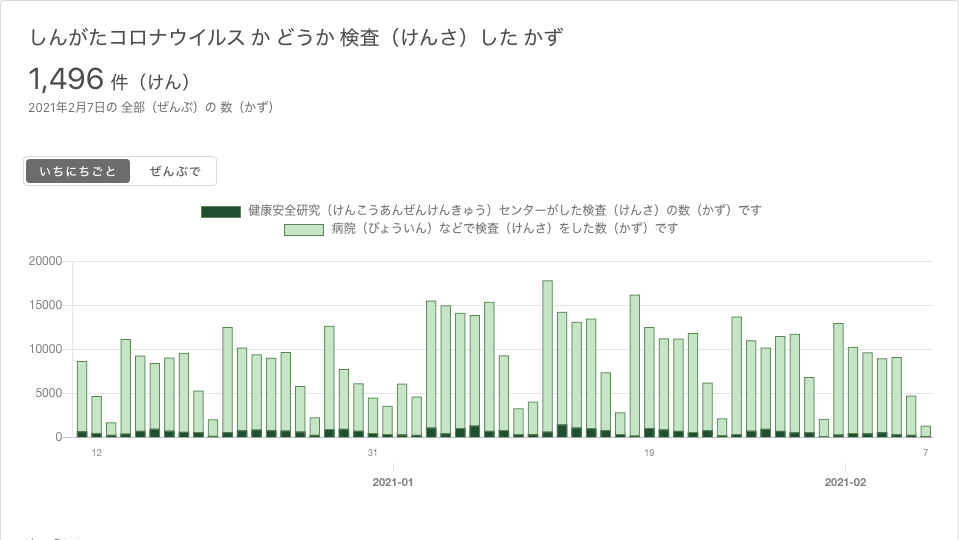 しんがたコロナウイルス か どうか 検査（けんさ）した かず
1,496 件（けん）
2021年2月7日の 全部（ぜんぶ）の 数（かず）
いちにちごと ぜんぶで
健康安全研究（けんこうあんぜんけんきゅう）センターがした検査（けんさ）の数（かず）です
病院（びょういん）などで検査（けんさ）をした数（かず）です
20000
15000
10000
5000
0
12 31 19 7
2021-01 2021-02